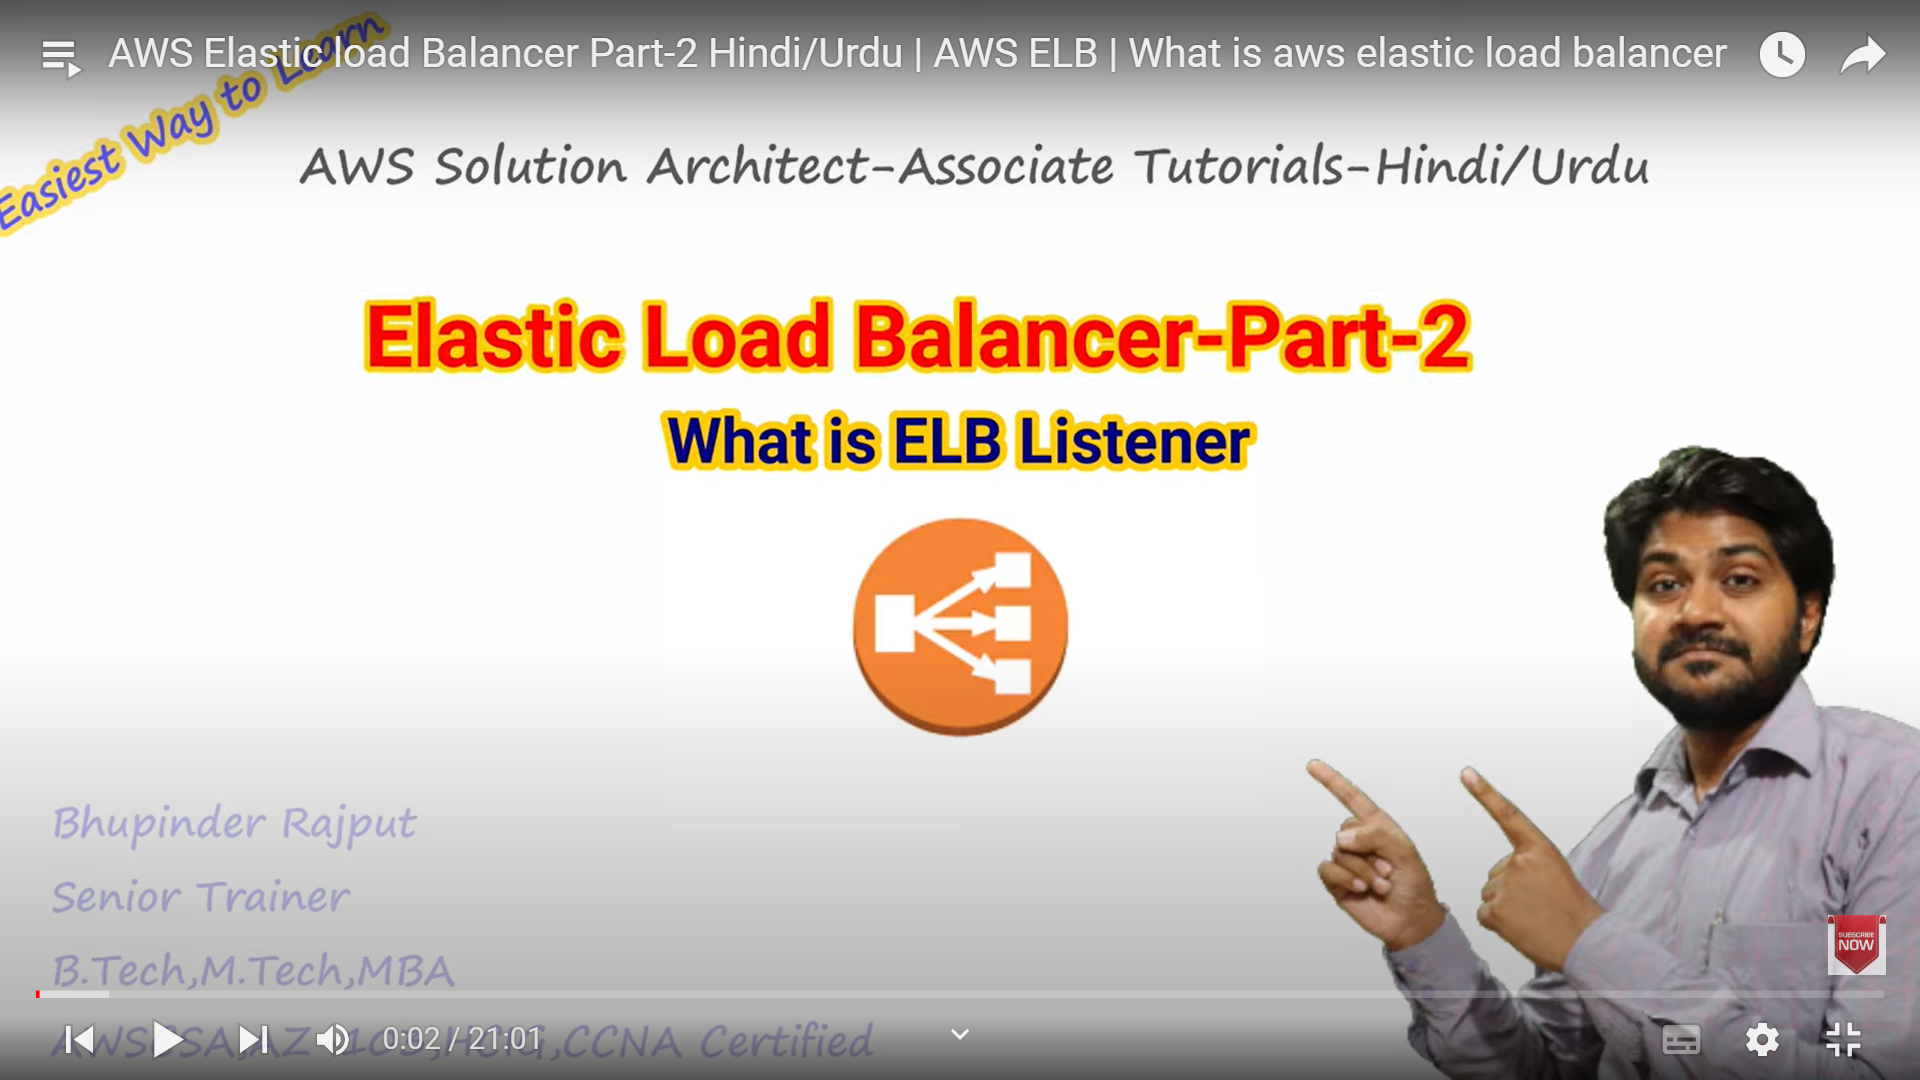 AWS Elastic load Balancer Part-2 Hindi/Urdu | AWS ELB | What is aws elastic load balancer
Easiest Way to Learn
AWS Solution Architect-Associate Tutorials-Hindi/Urdu
Elastic Load Balancer-Part-2
What is ELB Listener
Bhupinder Rajput
Senior Trainer
B.Tech,M.Tech,MBA
SUBSCRIBE
NOW
0:02 / 21:01
CCNA Certified